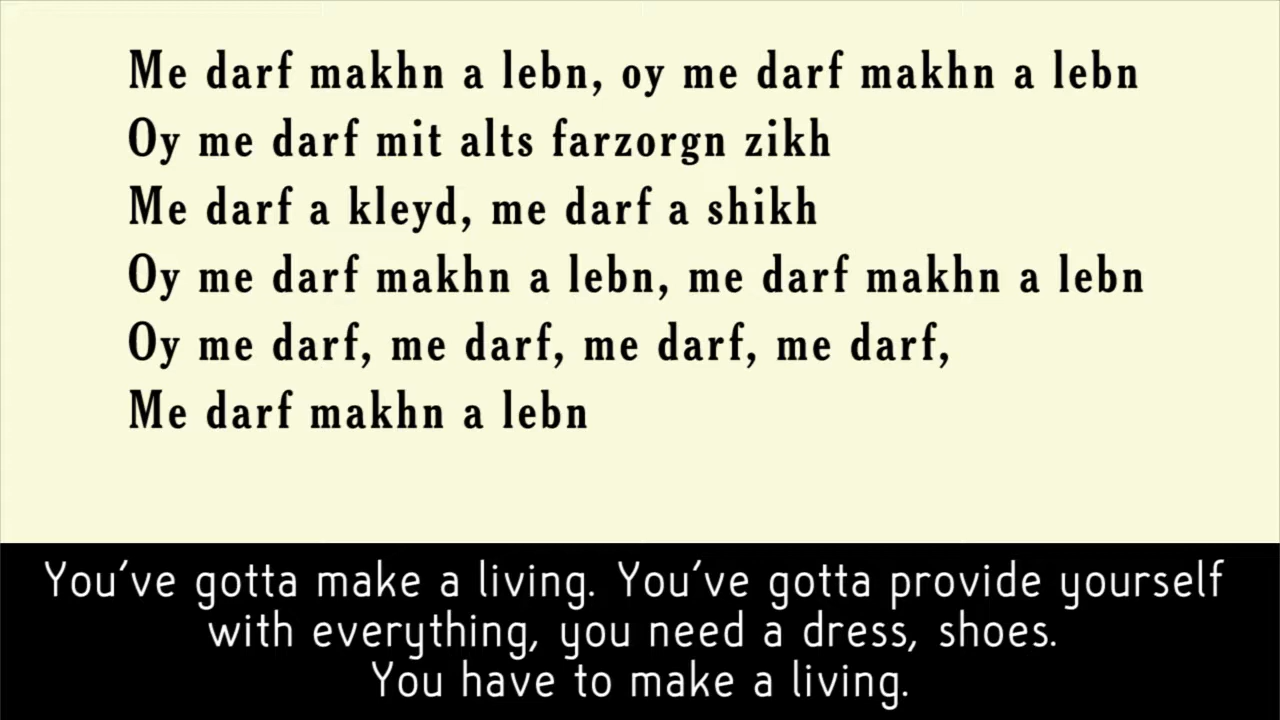 Me darf makhn a lebn, oy me darf makhn a lebn
Oy me darf mit alts farzorgn zikh
Me darf a kleyd, me darf a shikh
Oy me darf makhn a lebn, me darf makhn a lebn
Oy me darf, me darf, me darf, me darf,
Me darf makhn a lebn
You've gotta make a living. You've gotta provide yourself
with everything, you need a dress, shoes.
You have to make a living.